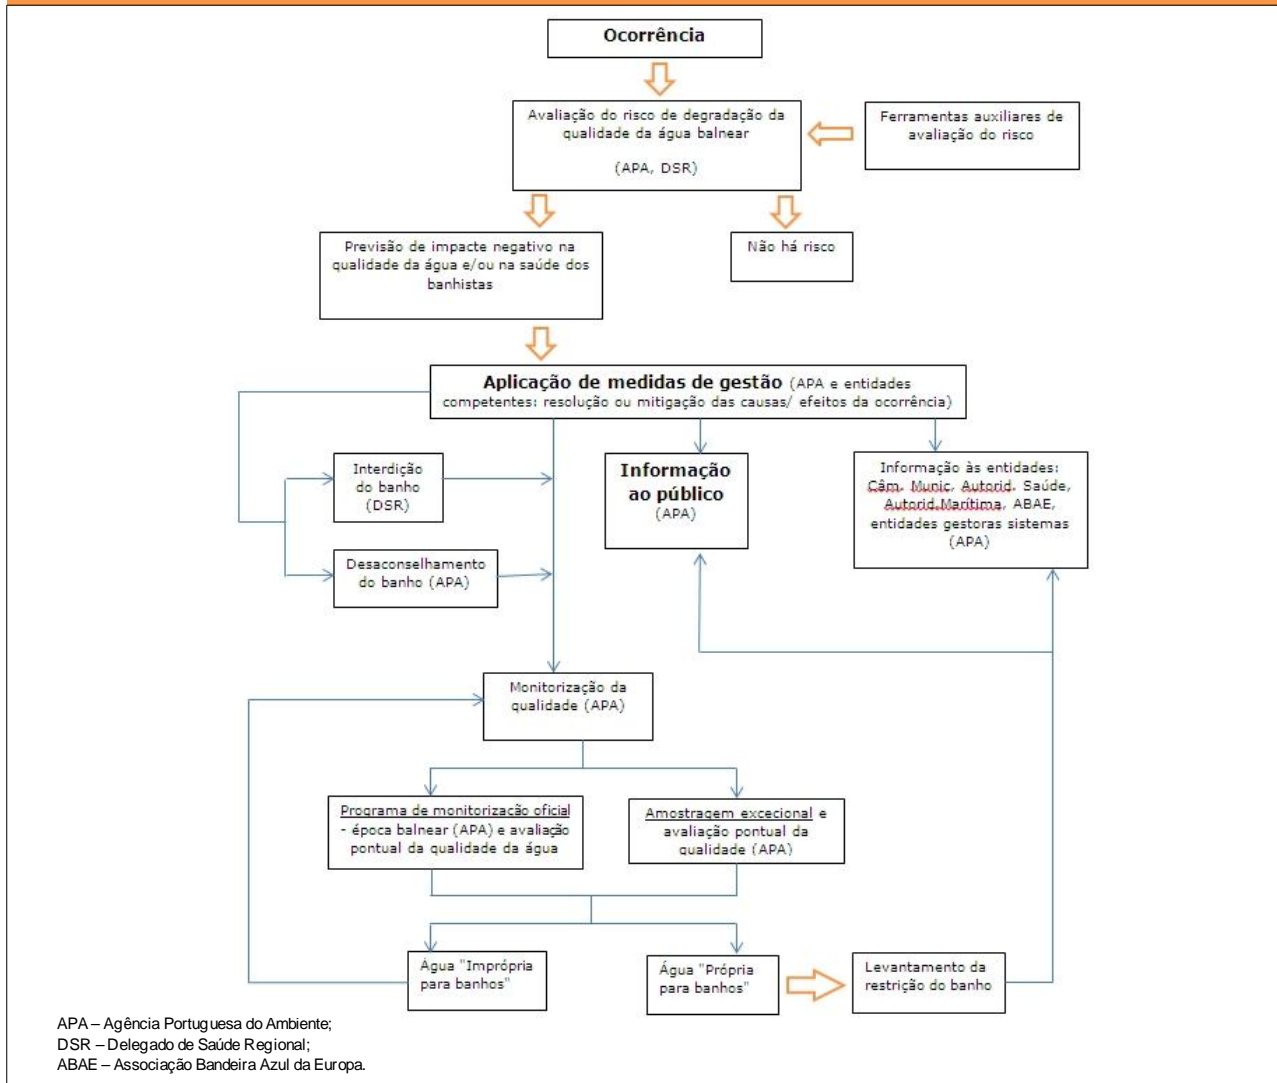 Ocorrência
Avaliação do risco de degradação da
qualidade da água balnear
(APA, DSR)
Ferramentas auxiliares de
avaliação do risco
Previsão de impacte negativo na
qualidade da água e/ou na saúde dos
banhistas
Não há risco
Aplicação de medidas de gestão (APA e entidades
competentes: resolução ou mitigação das causas/ efeitos da ocorrência)
Interdição
do banho
(DSR)
Informação
ao público
(APA)
Informação às entidades:
Câm. Munic, Autorid. Saúde,
Autorid.Marítima, ABAE,
entidades gestoras sistemas
(APA)
Desaconselhamento
do banho (APA)
Monitorização da
qualidade (APA)
Programa de monitorização oficial
- época balnear (APA) e avaliação
pontual da qualidade da água
Amostragem excecional e
avaliação pontual da
qualidade (APA)
Água "Imprópria
para banhos"
Água "Própria
para banhos"
Levantamento da
restrição do banho
APA – Agência Portuguesa do Ambiente;
DSR – Delegado de Saúde Regional;
ABAE – Associação Bandeira Azul da Europa.